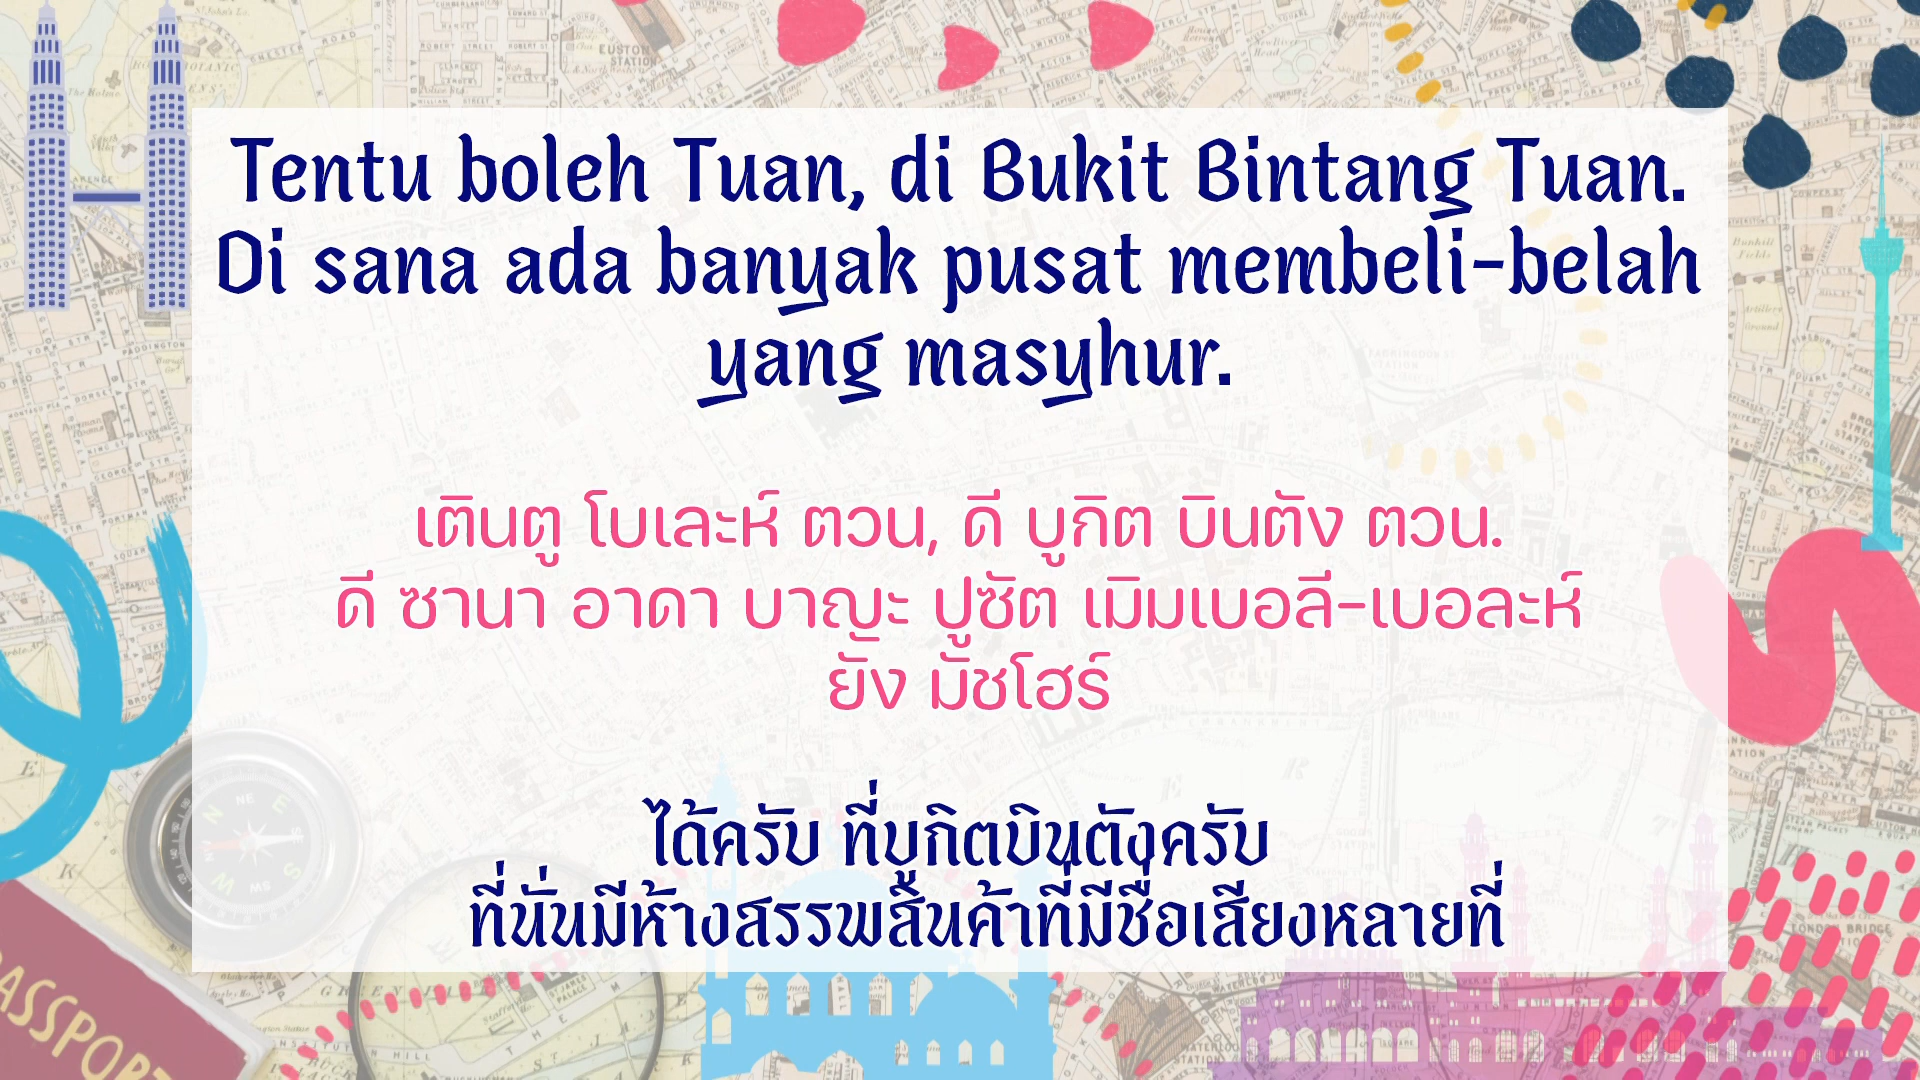 Tentu boleh Tuan, di Bukit Bintang Tuan.
Di sana ada banyak pusat membeli-belah
yang masyhur.
เตินตู โบเละห์ ตวน, ดี บูกิต บินตัง ตวน.
ดี ซานา อาดา บาญะ ปูซัต เมิมเบอลี-เบอละห์
ยัง มัชโฮร์
ได้ครับ ที่บูกิตบินตังครับ
ที่นั่นมีห้างสรรพสินค้าที่มีชื่อเสียงหลายที่
PASSPORT